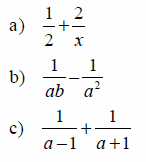 a) 1/2 + 2/x
b) 1/ab − 1/a²
c) 1/a−1 + 1/a+1